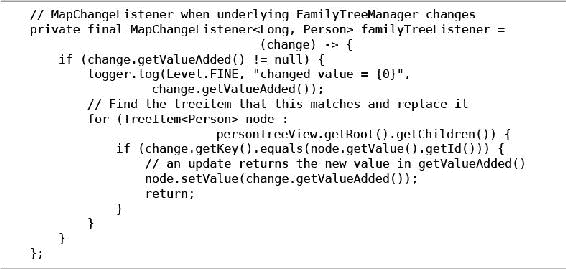 // MapChangeListener when underlying FamilyTreeManager changes
private final MapChangeListener<Long, Person> familyTreeListener =
(change) -> {
if (change.getValueAdded() != null) {
logger.log(Level.FINE, "changed value = {0}",
change.getValueAdded());
// Find the treeitem that this matches and replace it
for (TreeItem<Person> node :
personTreeView.getRoot().getChildren()) {
if (change.getKey().equals(node.getValue().getId())) {
// an update returns the new value in getValueAdded()
node.setValue(change.getValueAdded());
return;
}
}
}
};